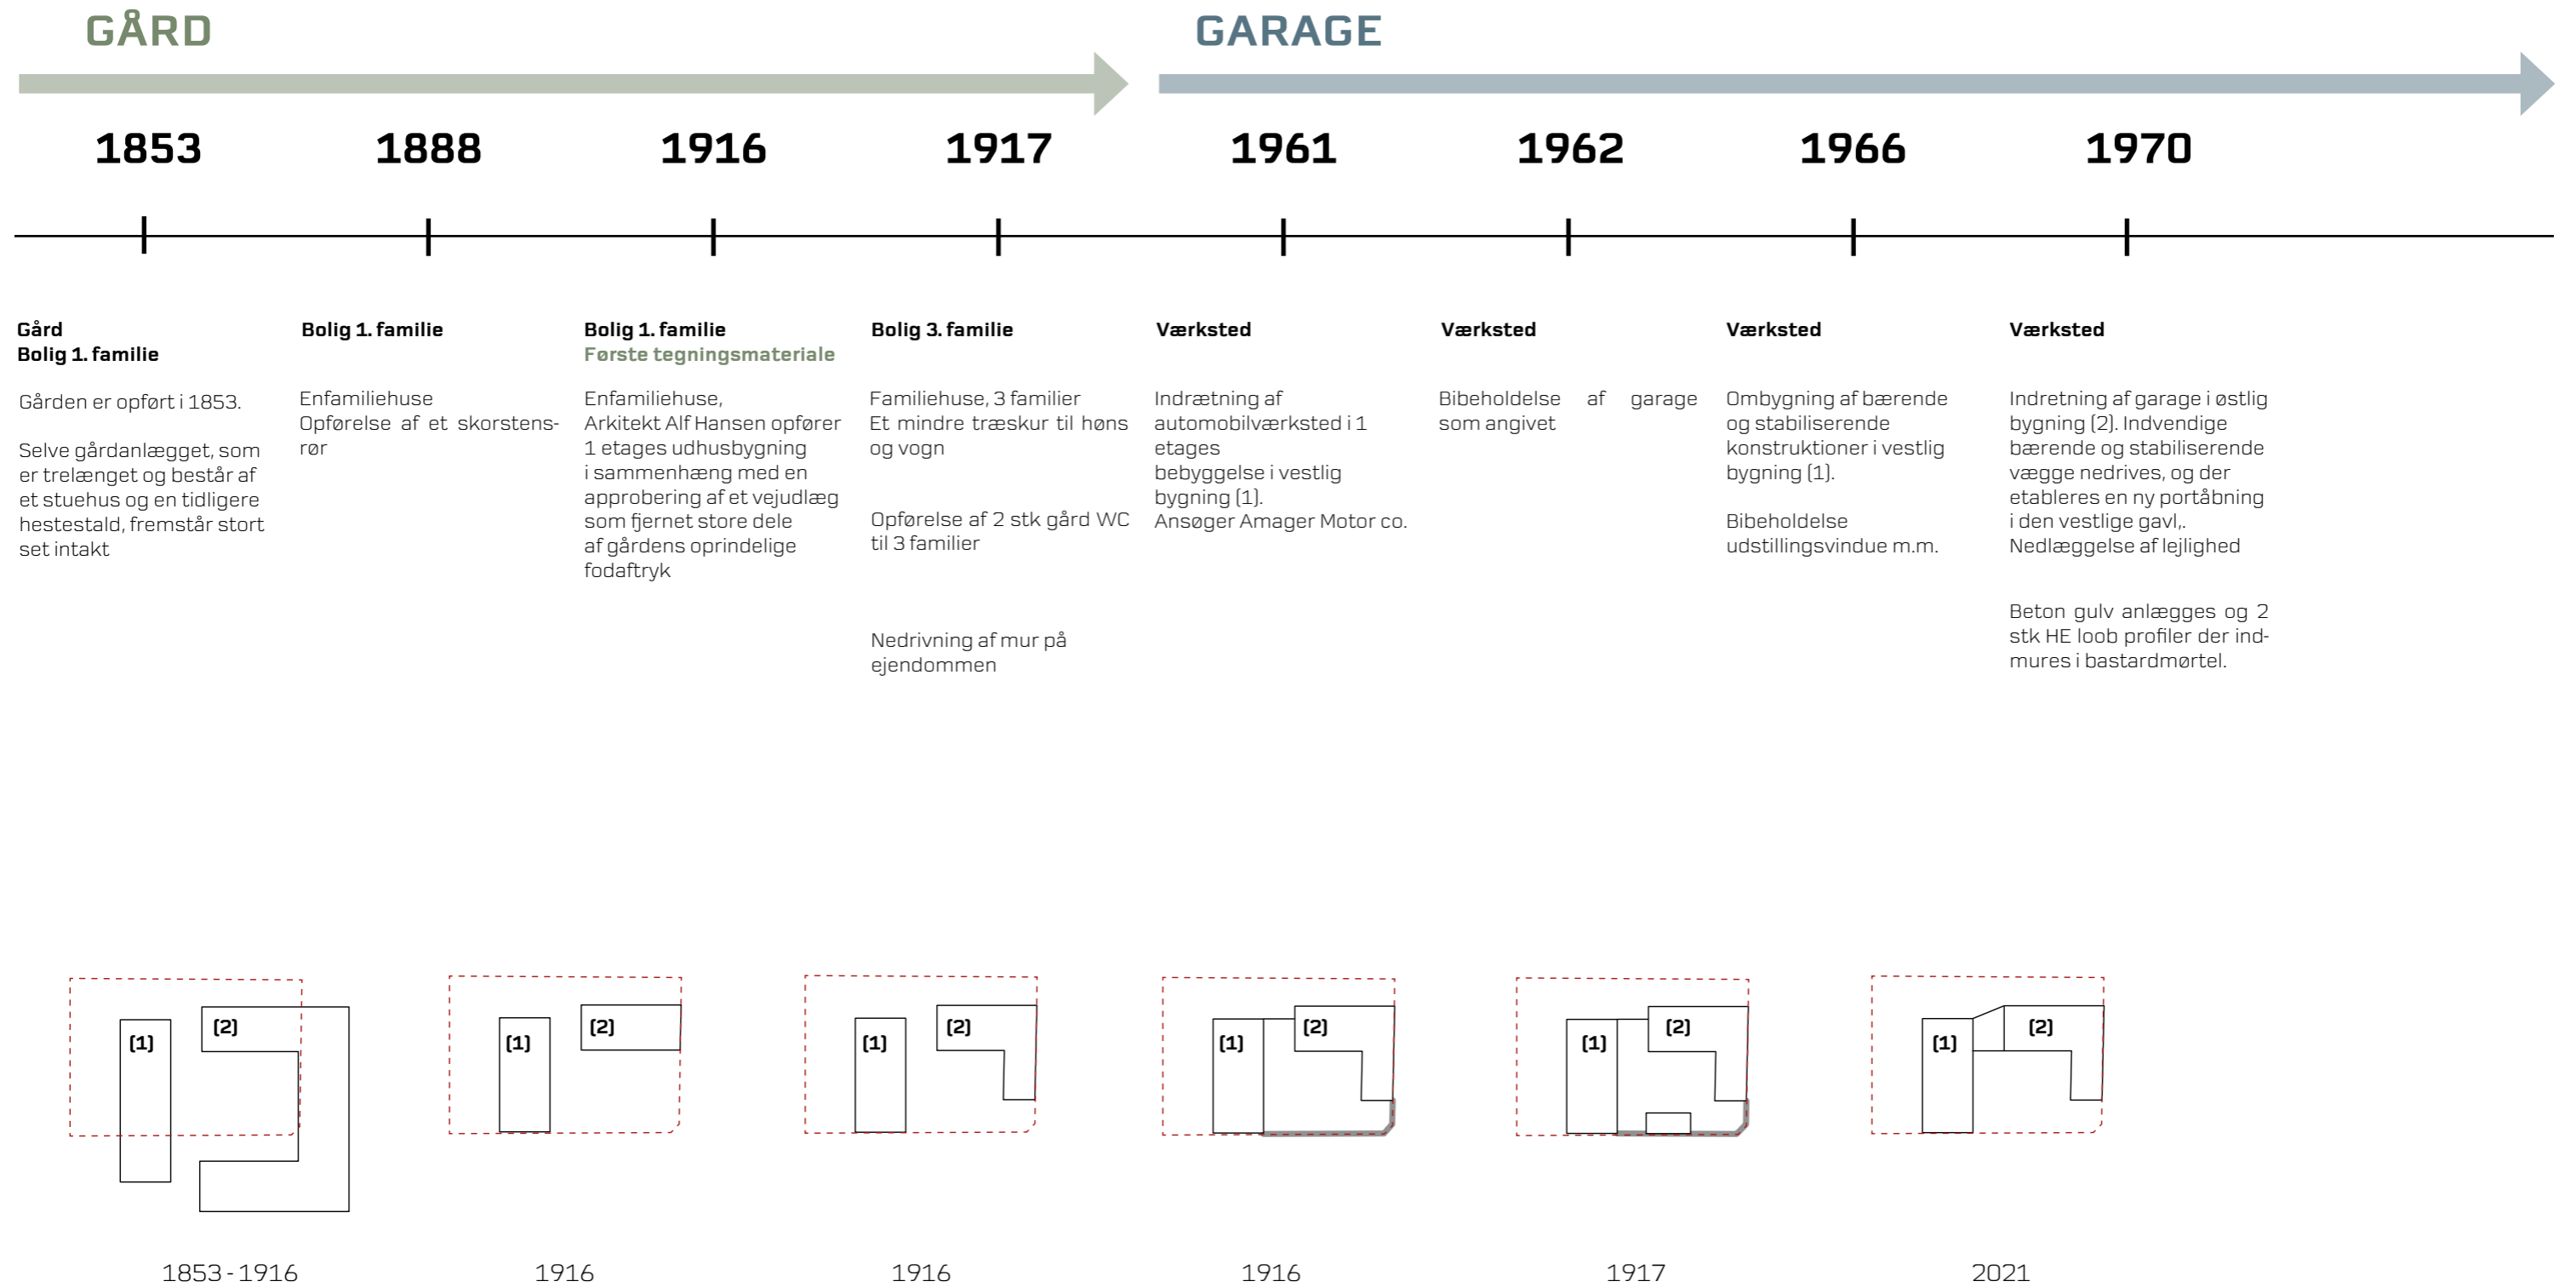 GÅRD
GARAGE
1853
1888
1916
1917
1961
1962
1966
1970
Gård
Bolig 1. familie
Gården er opført i 1853.
Selve gårdanlægget, som
er trelænget og består af
et stuehus og en tidligere
hestestald, fremstår stort
set intakt
Bolig 1. familie
Enfamiliehuse
Opførelse af et skorstens-
rør
Bolig 1. familie
Første tegningsmateriale
Enfamiliehuse,
Arkitekt Alf Hansen opfører
1 etages udhusbygning
i sammenhæng med en
approbering af et vejudlæg
som fjernet store dele
af gårdens oprindelige
fodaftryk
Bolig 3. familie
Familiehuse, 3 familier
Et mindre træskur til høns
og vogn
Opførelse af 2 stk gård WC
til 3 familier
Nedrivning af mur på
ejendommen
Værksted
Indrætning af
automobilværksted i 1
etages
bebyggelse i vestlig
bygning (1).
Ansøger Amager Motor co.
Værksted
Bibeholdelse af garage
som angivet
Værksted
Ombygning af bærende
og stabiliserende
konstruktioner i vestlig
bygning (1).
Bibeholdelse
udstillingsvindue m.m.
Værksted
Indretning af garage i østlig
bygning (2). Indvendige
bærende og stabiliserende
vægge nedrives, og der
etableres en ny portåbning
i den vestlige gavl,.
Nedlæggelse af lejlighed
Beton gulv anlægges og 2
stk HE loob profiler der ind-
mures i bastardmørtel.
(1)
(2)
1853 - 1916
(1)
(2)
1916
(1)
(2)
1916
(1)
(2)
1916
(1)
(2)
1917
(1)
(2)
2021